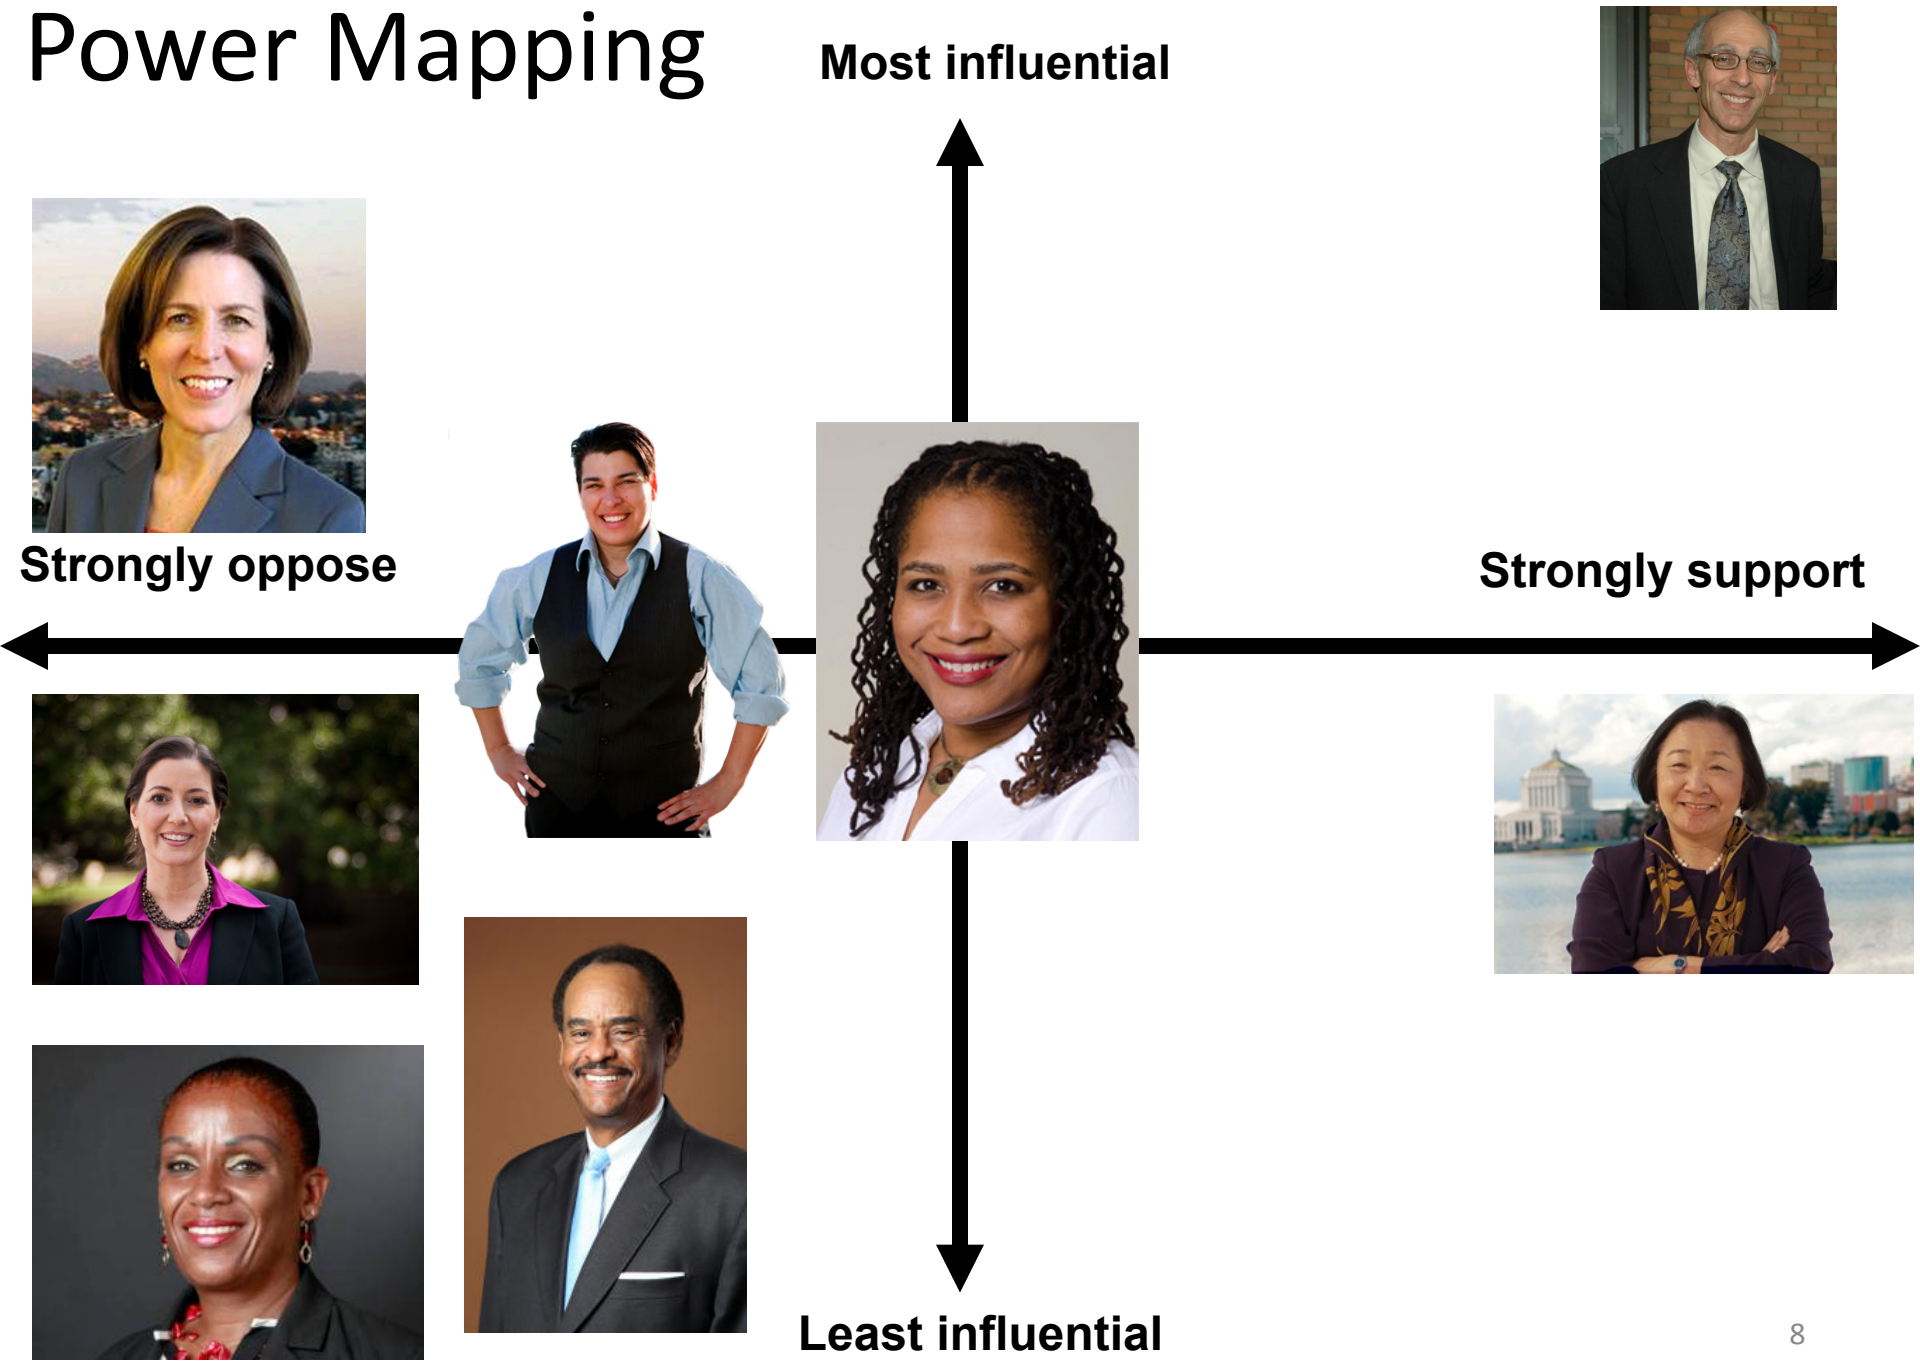 Power Mapping
Most influential
Strongly oppose
Strongly support
Least influential
8